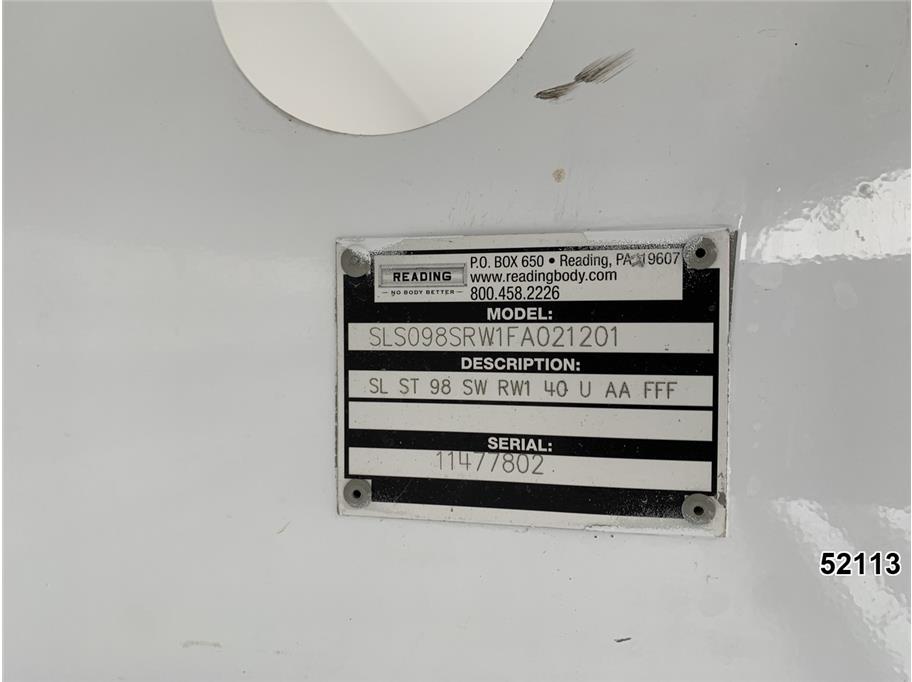 READING
NO BODY BETTER
P.O. BOX 650 • Reading, PA 19607
www.readingbody.com
800.458.2226
MODEL:
SLS098SRW1FA021201
DESCRIPTION:
SL ST 98 SW RW1 40 U AA FFF
SERIAL:
11477802
52113